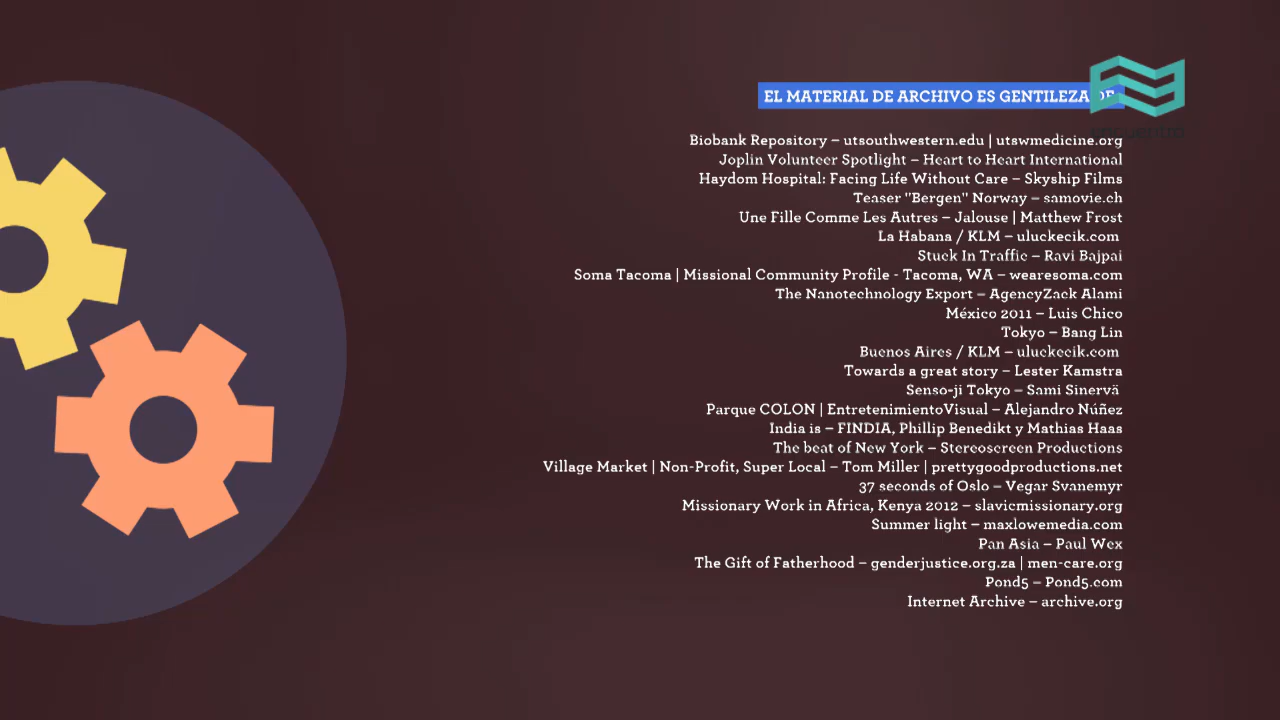 EL MATERIAL DE ARCHIVO ES GENTILEZA DE
Biobank Repository – utsouthwestern.edu | utswmedicine.org
Joplin Volunteer Spotlight – Heart to Heart International
Haydom Hospital: Facing Life Without Care – Skyship Films
Teaser "Bergen" Norway – samovie.ch
Une Fille Comme Les Autres – Jalouse | Matthew Frost
La Habana / KLM – uluckecik.com
Stuck In Traffic – Ravi Bajpai
Soma Tacoma | Missional Community Profile - Tacoma, WA – wearesoma.com
The Nanotechnology Export – AgencyZack Alami
México 2011 – Luis Chico
Tokyo – Bang Lin
Buenos Aires / KLM – uluckecik.com
Towards a great story – Lester Kamstra
Senso-ji Tokyo – Sami Sinervä
Parque COLON | EntretenimientoVisual – Alejandro Núñez
India is – FINDIA, Phillip Benedikt y Mathias Haas
The beat of New York – Stereoscreen Productions
Village Market | Non-Profit, Super Local – Tom Miller | prettygoodproductions.net
37 seconds of Oslo – Vegar Svanemyr
Missionary Work in Africa, Kenya 2012 – slavicmissionary.org
Summer light – maxlowemedia.com
Pan Asia – Paul Wex
The Gift of Fatherhood – genderjustice.org.za | men-care.org
Pond5 – Pond5.com
Internet Archive – archive.org